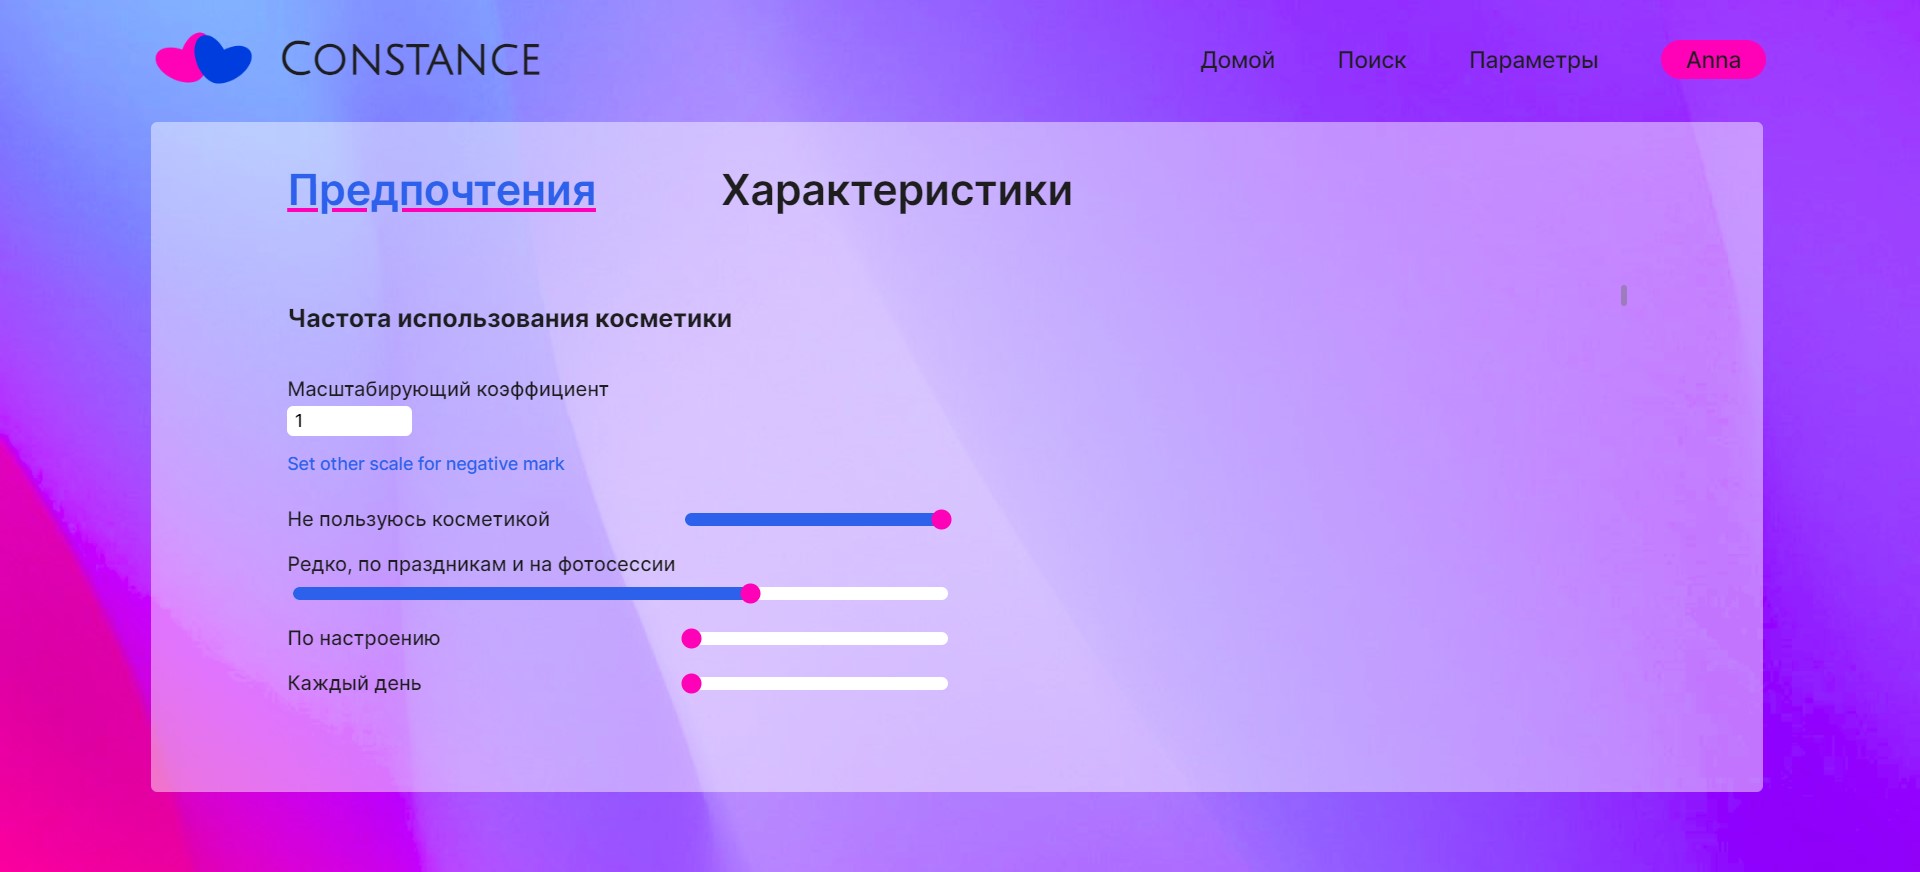 CONSTANCE
Домой Поиск Параметры Anna
Предпочтения Характеристики
Частота использования косметики
Масштабирующий коэффициент
1
Set other scale for negative mark
Не пользуюсь косметикой
Редко, по праздникам и на фотосессии
По настроению
Каждый день